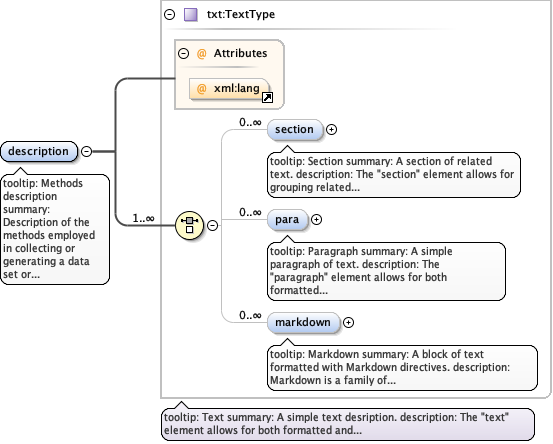 txt:TextType
@ Attributes
@ xml:lang
description
tooltip: Methods
description
summary:
Description of the
methods employed
in collecting or
generating a data
set or...
1..∞
0..∞
section
tooltip: Section summary: A section of related
text. description: The "section" element allows for
grouping related...
0..∞
para
tooltip: Paragraph summary: A simple
paragraph of text. description: The
"paragraph" element allows for both
formatted...
0..∞
markdown
tooltip: Markdown summary: A block of text
formatted with Markdown directives. description:
Markdown is a family of...
tooltip: Text summary: A simple text desription. description: The "text"
element allows for both formatted and...